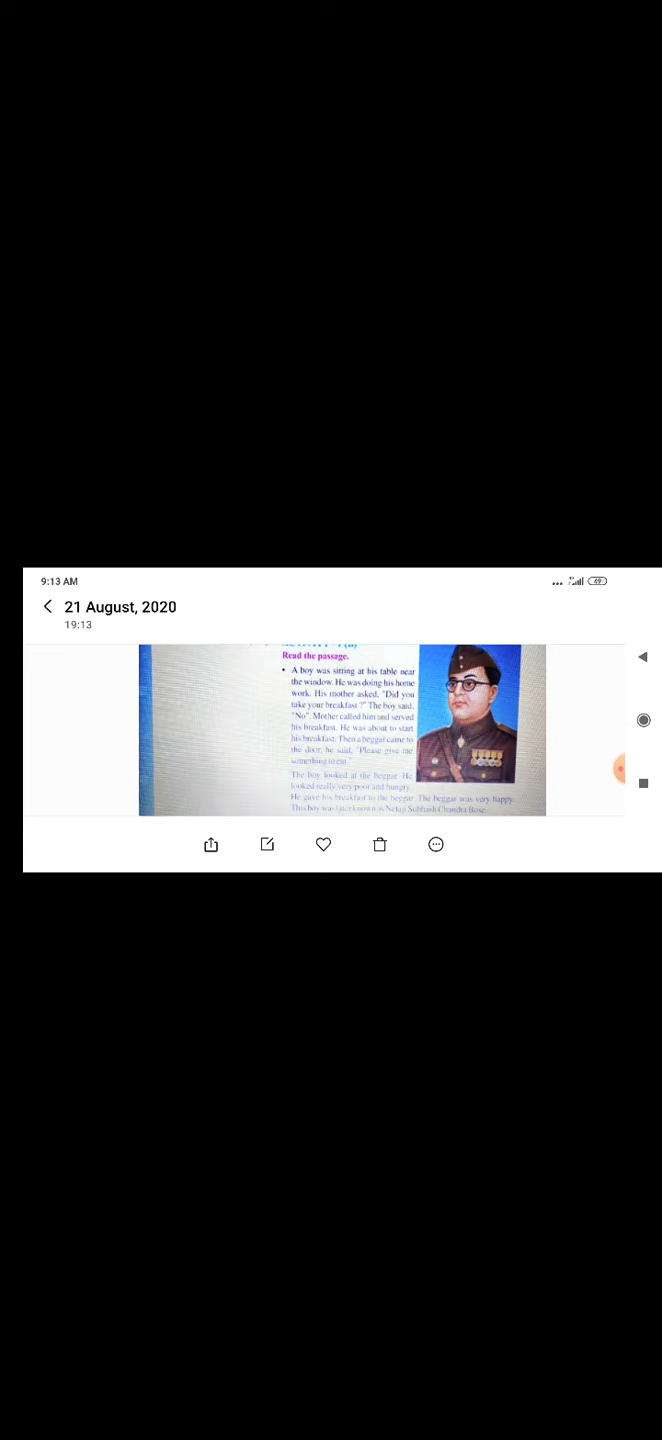 9:13 AM
49
21 August, 2020
19:13
Read the passage.
• A boy was sitting at his table near
the window. He was doing his home
work. His mother asked, "Did you
take your breakfast ?" The boy said,
"No". Mother called him and served
his breakfast. He was about to start
his breakfast. Then a beggar came to
the door, he said, "Please give me
something to eat."
The boy looked at the beggar. He
looked really very poor and hungry.
He gave his breakfast to the beggar. The beggar was very happy.
This boy was later known as Netaji Subhash Chandra Bose.